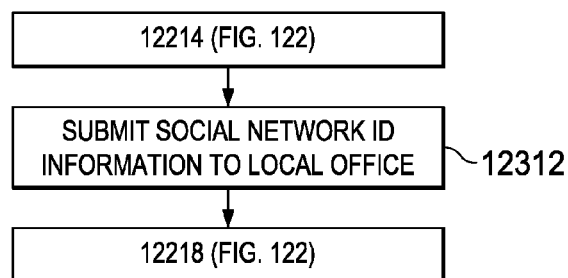 12214 (FIG. 122)
SUBMIT SOCIAL NETWORK ID
INFORMATION TO LOCAL OFFICE
12312
12218 (FIG. 122)